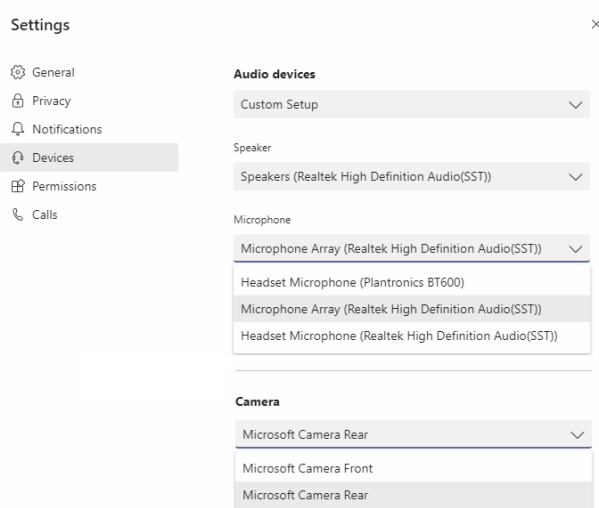 Settings
General
Privacy
Notifications
Devices
Permissions
Calls
Audio devices
Custom Setup
Speaker
Speakers (Realtek High Definition Audio(SST))
Microphone
Microphone Array (Realtek High Definition Audio(SST))
Headset Microphone (Plantronics BT600)
Microphone Array (Realtek High Definition Audio(SST))
Headset Microphone (Realtek High Definition Audio(SST))
Camera
Microsoft Camera Rear
Microsoft Camera Front
Microsoft Camera Rear